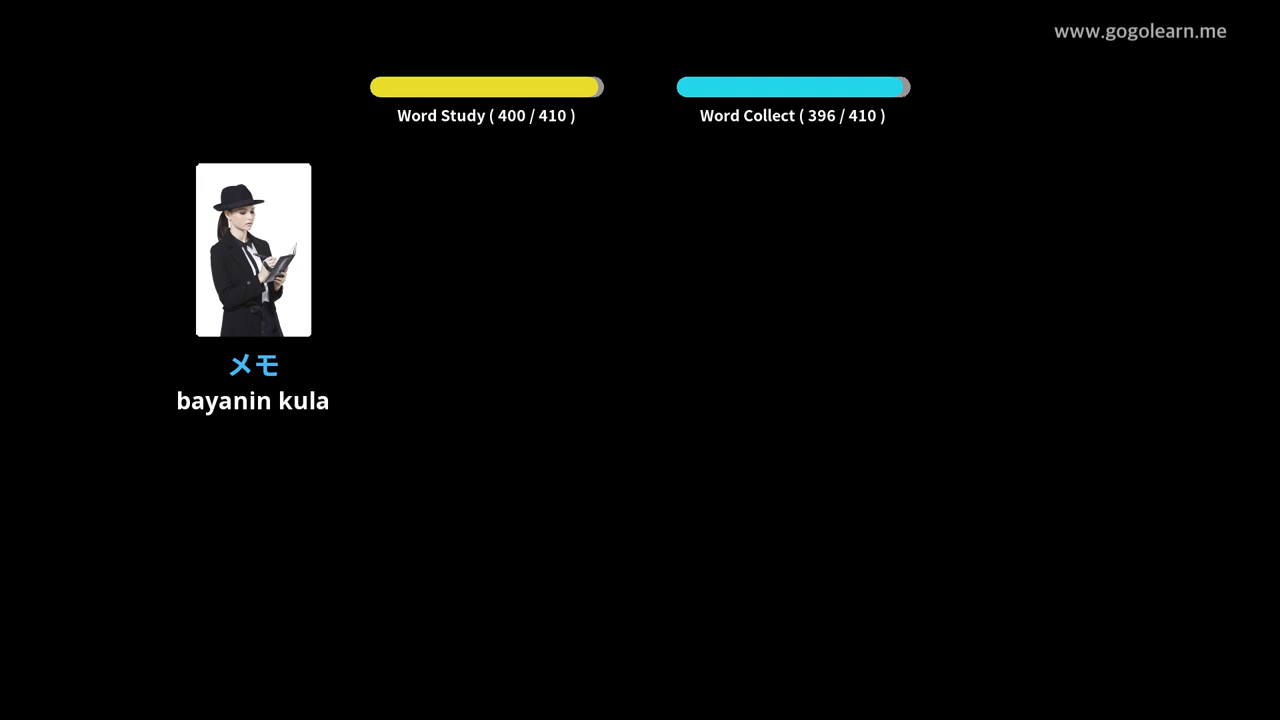 www.gogolearn.me
Word Study ( 400 / 410 )
Word Collect ( 396 / 410 )
メモ
bayanin kula